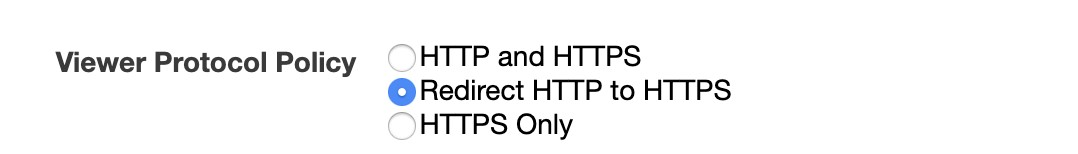 Viewer Protocol Policy
HTTP and HTTPS
Redirect HTTP to HTTPS
HTTPS Only